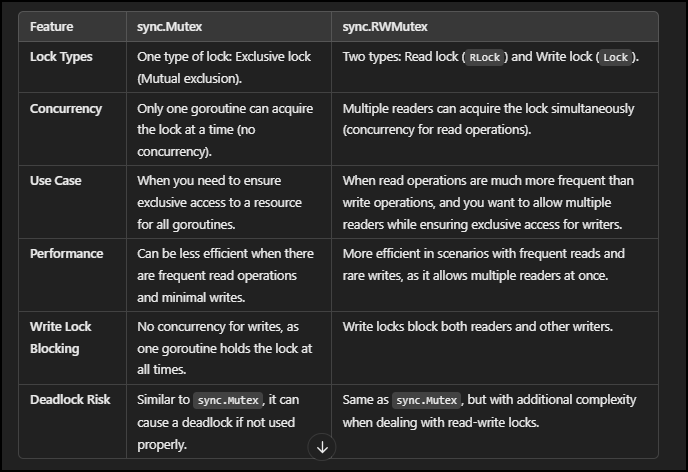 Feature sync.Mutex sync.RWMutex
Lock Types One type of lock: Exclusive lock Two types: Read lock (RLock) and Write lock (Lock).
(Mutual exclusion).
Concurrency Only one goroutine can acquire Multiple readers can acquire the lock simultaneously
the lock at a time (no (concurrency for read operations).
concurrency).
Use Case When you need to ensure When read operations are much more frequent than
exclusive access to a resource write operations, and you want to allow multiple
for all goroutines. readers while ensuring exclusive access for writers.
Performance Can be less efficient when there More efficient in scenarios with frequent reads and
are frequent read operations rare writes, as it allows multiple readers at once.
and minimal writes.
Write Lock No concurrency for writes, as Write locks block both readers and other writers.
Blocking one goroutine holds the lock at
all times.
Deadlock Risk Similar to sync.Mutex, it can Same as sync.Mutex, but with additional complexity
cause a deadlock if not used when dealing with read-write locks.
properly.